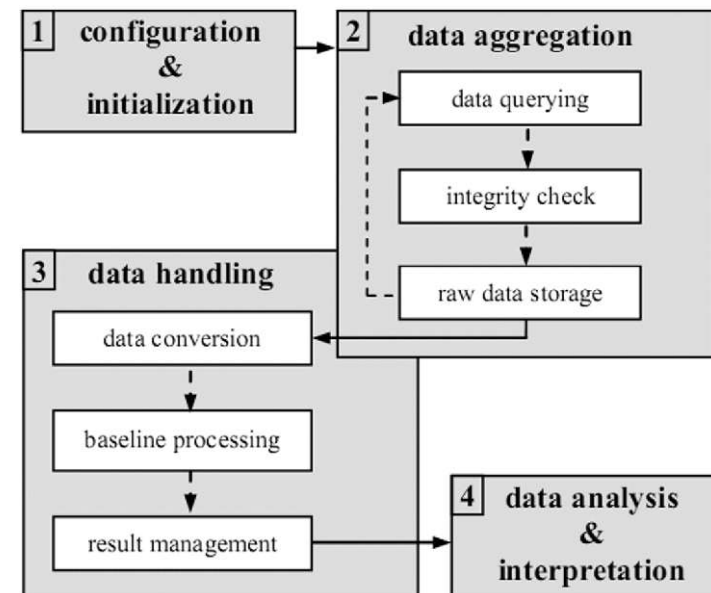 1
configuration
&
initialization
2
data aggregation
data querying
integrity check
raw data storage
3
data handling
data conversion
baseline processing
result management
4
data analysis
&
interpretation